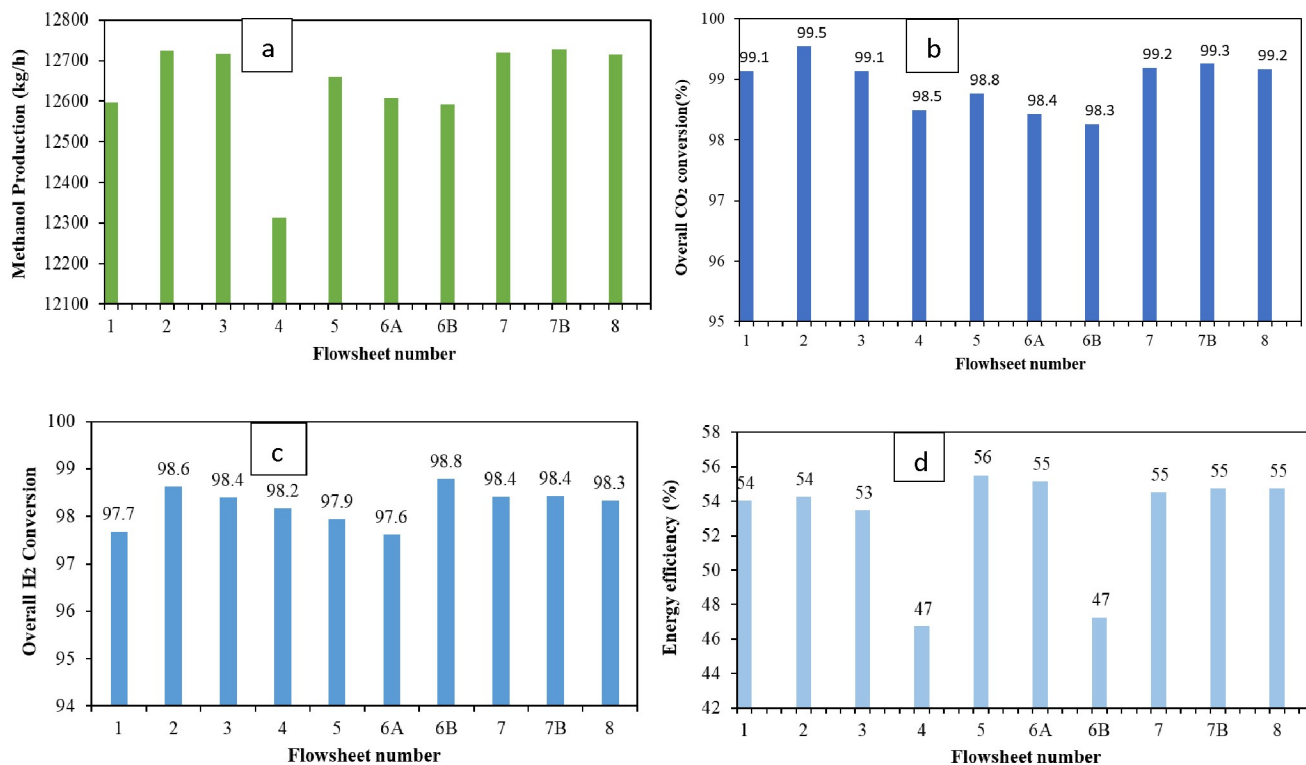 a
Methanol Production (kg/h)
12800
12700
12600
12500
12400
12300
12200
12100
1 2 3 4 5 6A 6B 7 7B 8
Flowsheet number
b
Overall CO2 conversion(%)
100
99
98
97
96
95
99.1 99.5 99.1 98.5 98.8 98.4 98.3 99.2 99.3 99.2
1 2 3 4 5 6A 6B 7 7B 8
Flowhseet number
c
Overall H2 Conversion
100
99
98
97
96
95
94
97.7 98.6 98.4 98.2 97.9 97.6 98.8 98.4 98.4 98.3
1 2 3 4 5 6A 6B 7 7B 8
Flowsheet number
d
Energy efficiency (%)
58
56
54
52
50
48
46
44
42
54 54 53 47 56 55 47 55 55 55
1 2 3 4 5 6A 6B 7 7B 8
Flowsheet number